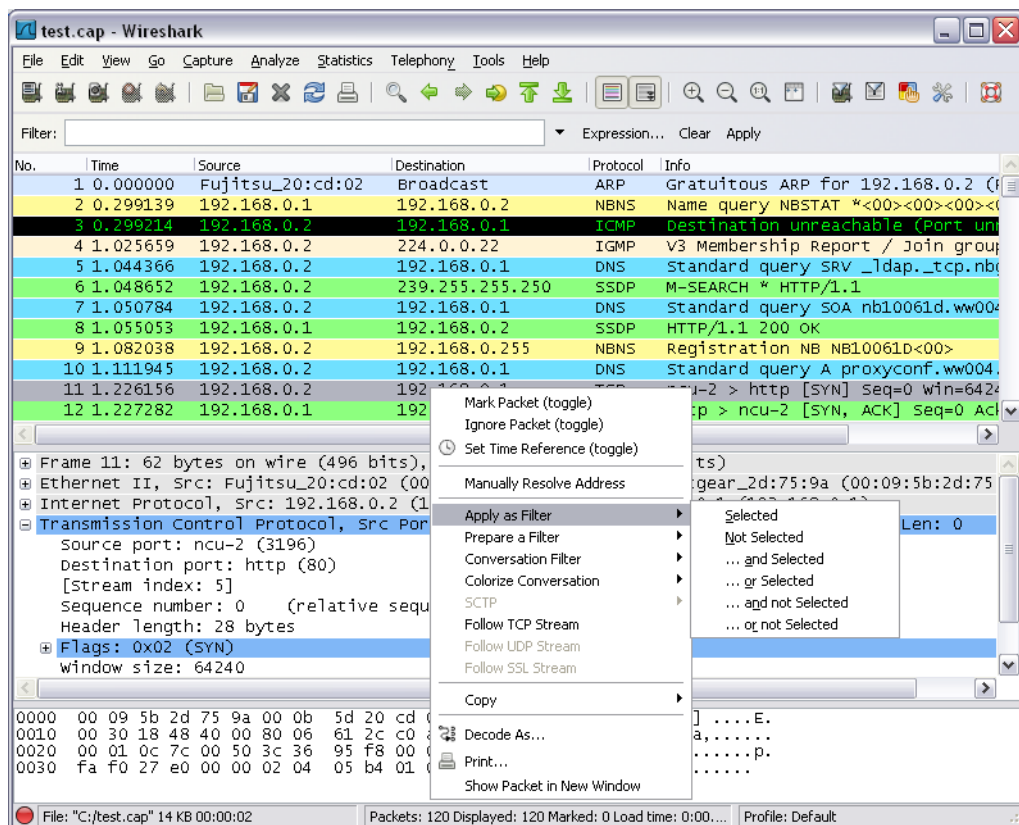 test.cap - Wireshark
File Edit View Go Capture Analyze Statistics Telephony Tools Help
Filter: Expression... Clear Apply
No. Time Source Destination Protocol Info
1 0.000000 Fujitsu_20:cd:02 Broadcast ARP Gratuitous ARP for 192.168.0.2 (
2 0.299139 192.168.0.1 192.168.0.2 NBNS Name query NBSTAT *<00><00><00><
3 0.299214 192.168.0.2 192.168.0.1 ICMP Destination unreachable (Port un
4 1.025659 192.168.0.2 224.0.0.22 IGMP V3 Membership Report / Join group
5 1.044366 192.168.0.2 192.168.0.1 DNS Standard query SRV _ldap._tcp.nb
6 1.048652 192.168.0.2 239.255.255.250 SSDP M-SEARCH * HTTP/1.1
7 1.050784 192.168.0.2 192.168.0.1 DNS Standard query SOA nb10061d.ww004
8 1.055053 192.168.0.1 192.168.0.2 SSDP HTTP/1.1 200 OK
9 1.082038 192.168.0.2 192.168.0.255 NBNS Registration NB NB10061D<00>
10 1.111945 192.168.0.2 192.168.0.1 DNS Standard query A proxyconf.ww004.
11 1.226156 192.168.0.2 192.168.0.1 TCP > http [SYN] Seq=0 Win=6424
12 1.227282 192.168.0.1 192 > ncu-2 [SYN, ACK] Seq=0 Ack
Mark Packet (toggle)
Ignore Packet (toggle)
Set Time Reference (toggle)
Manually Resolve Address
Apply as Filter
Prepare a Filter
Conversation Filter
Colorize Conversation
SCTP
Follow TCP Stream
Follow UDP Stream
Follow SSL Stream
Copy
Decode As...
Print...
Show Packet in New Window
Selected
Not Selected
... and Selected
... or Selected
... and not Selected
... or not Selected
Frame 11: 62 bytes on wire (496 bits), ts)
Ethernet II, Src: Fujitsu_20:cd:02 (00 gear_2d:75:9a (00:09:5b:2d:75
Internet Protocol, Src: 192.168.0.2 (1
Transmission Control Protocol, Src Por Len: 0
Source port: ncu-2 (3196)
Destination port: http (80)
[Stream index: 5]
Sequence number: 0 (relative sequ
Header length: 28 bytes
Flags: 0x02 (SYN)
Window size: 64240
0000 00 09 5b 2d 75 9a 00 0b 5d 20 cd ] ....E.
0010 00 30 18 48 40 00 80 06 61 2c c0 a,......
0020 00 01 0c 7c 00 50 3c 36 95 f8 00 ......p.
0030 fa f0 27 e0 00 00 02 04 05 b4 01 ......
File: "C:/test.cap" 14 KB 00:00:02 Packets: 120 Displayed: 120 Marked: 0 Load time: 0:00.... Profile: Default